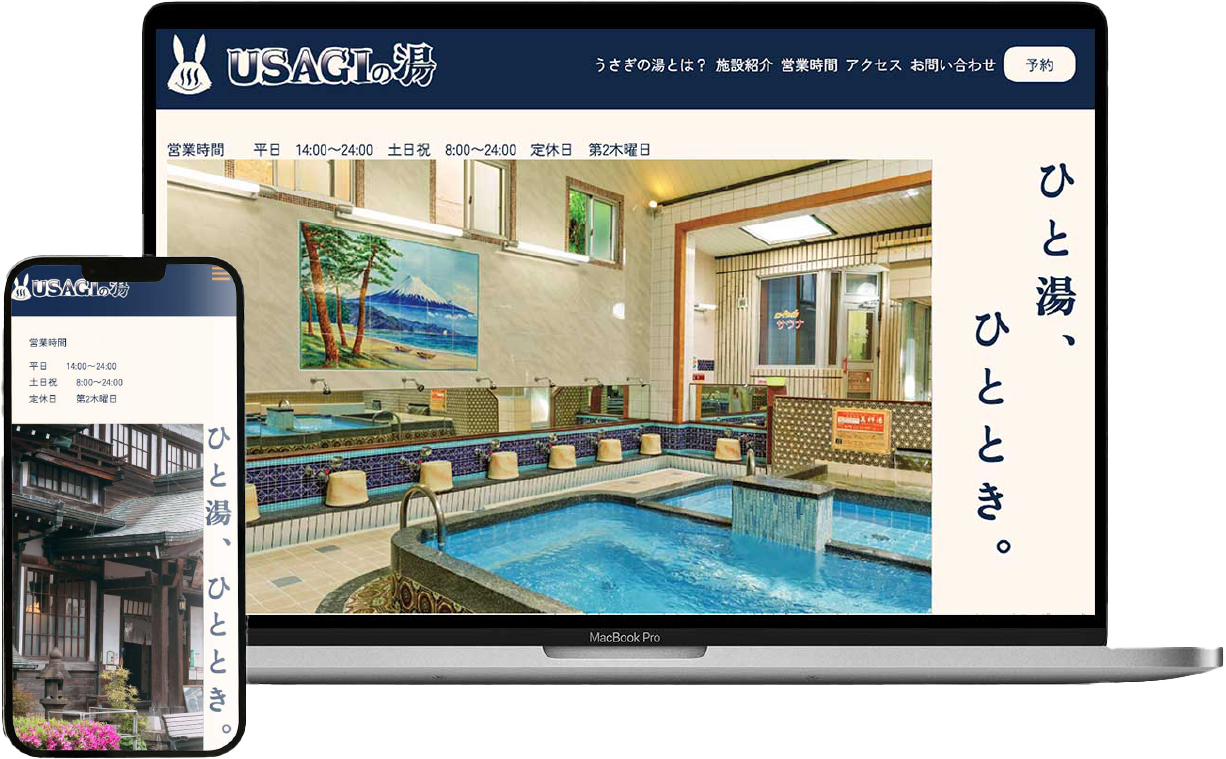 USAGIの湯
うさぎの湯とは？ 施設紹介 営業時間 アクセス お問い合わせ 予約
営業時間 平日 14:00〜24:00 土日祝 8:00〜24:00 定休日 第2木曜日
ひと湯、
ひととき。
サウナ
MacBook Pro
USAGIの湯
営業時間
平日 14:00〜24:00
土日祝 8:00〜24:00
定休日 第2木曜日
ひと湯、ひととき。